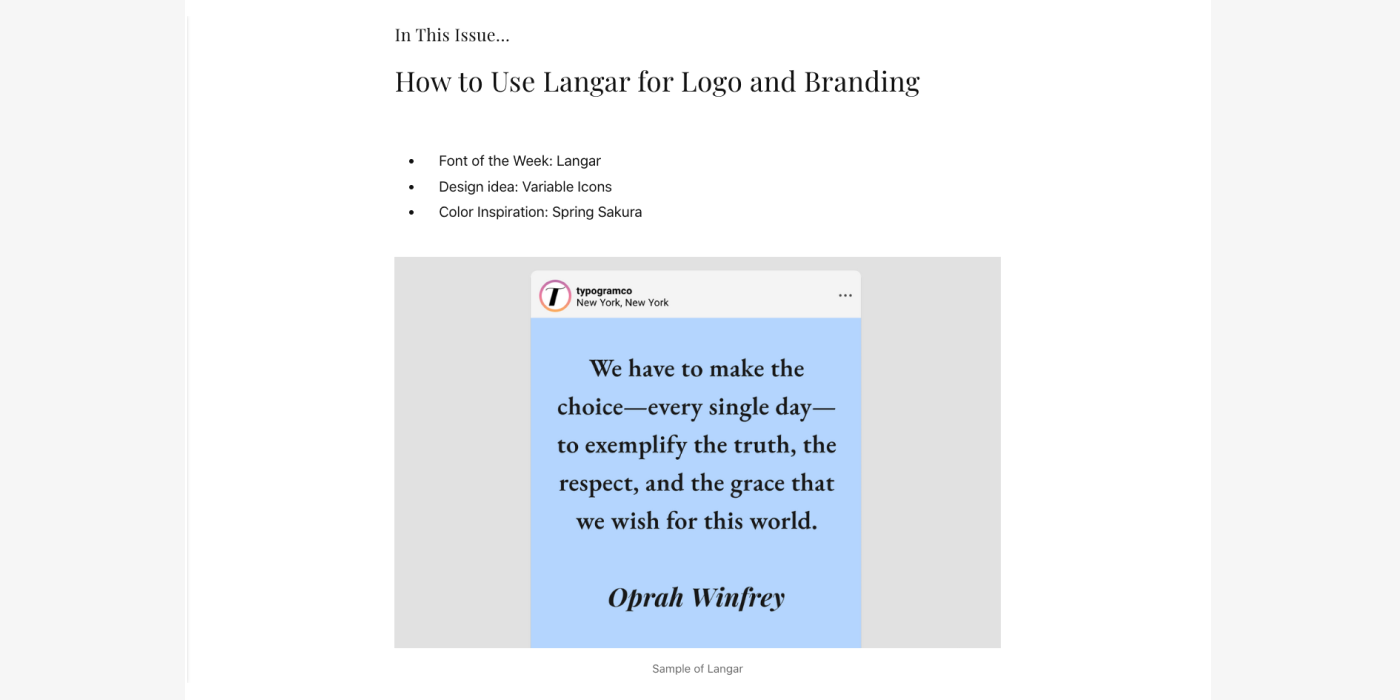 In This Issue...
How to Use Langar for Logo and Branding
• Font of the Week: Langar
• Design idea: Variable Icons
• Color Inspiration: Spring Sakura
T
typogramco
New York, New York
We have to make the
choice—every single day—
to exemplify the truth, the
respect, and the grace that
we wish for this world.
Oprah Winfrey
Sample of Langar